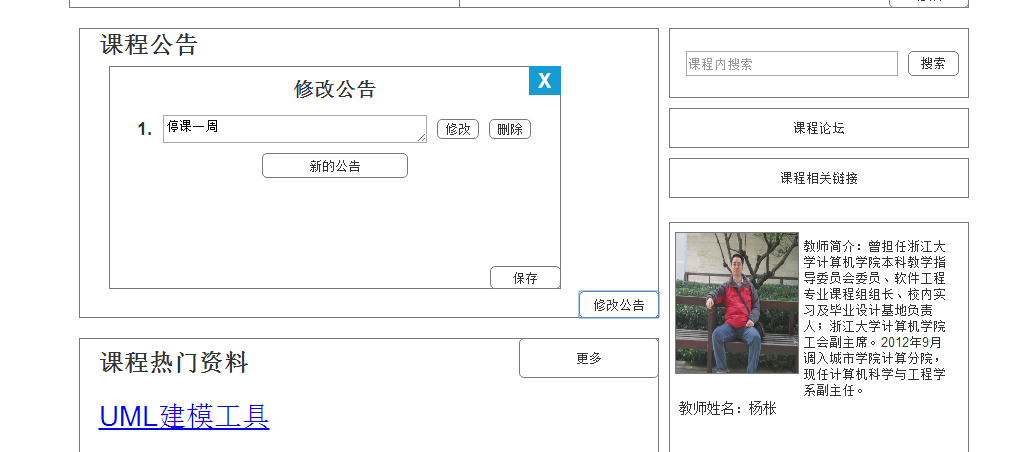 课程公告
修改公告
X
1. 停课一周 修改 删除
新的公告
保存
修改公告
课程热门资料
更多
UML建模工具
课程内搜索 搜索
课程论坛
课程相关链接
教师简介：曾担任浙江大
学计算机学院本科教学指
导委员会委员、软件工程
专业课程组组长、校内实
习及毕业设计基地负责
人；浙江大学计算机学院
工会副主席。2012年9月
调入城市学院计算分院，
现任计算机科学与工程学
系副主任。
教师姓名：杨枨